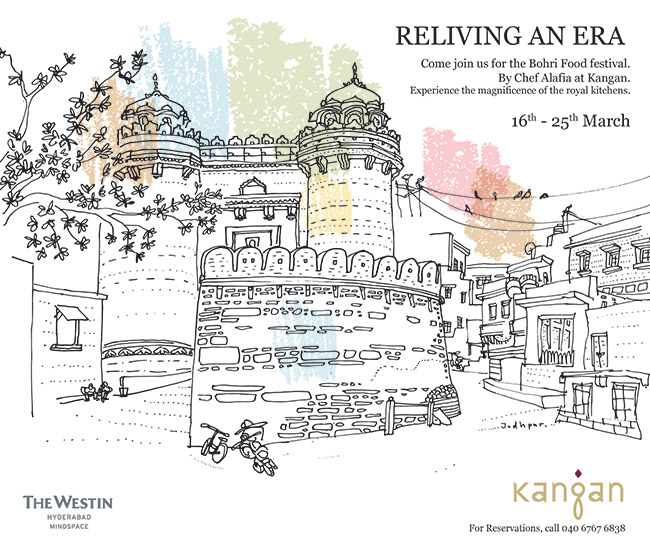 RELIVING AN ERA
Come join us for the Bohri Food festival.
By Chef Alafia at Kangan.
Experience the magnificence of the royal kitchens.
16th - 25th March
Jodhpur.
THE WESTIN
HYDERABAD
MINDSPACE
kangan
For Reservations, call 040 6767 6838